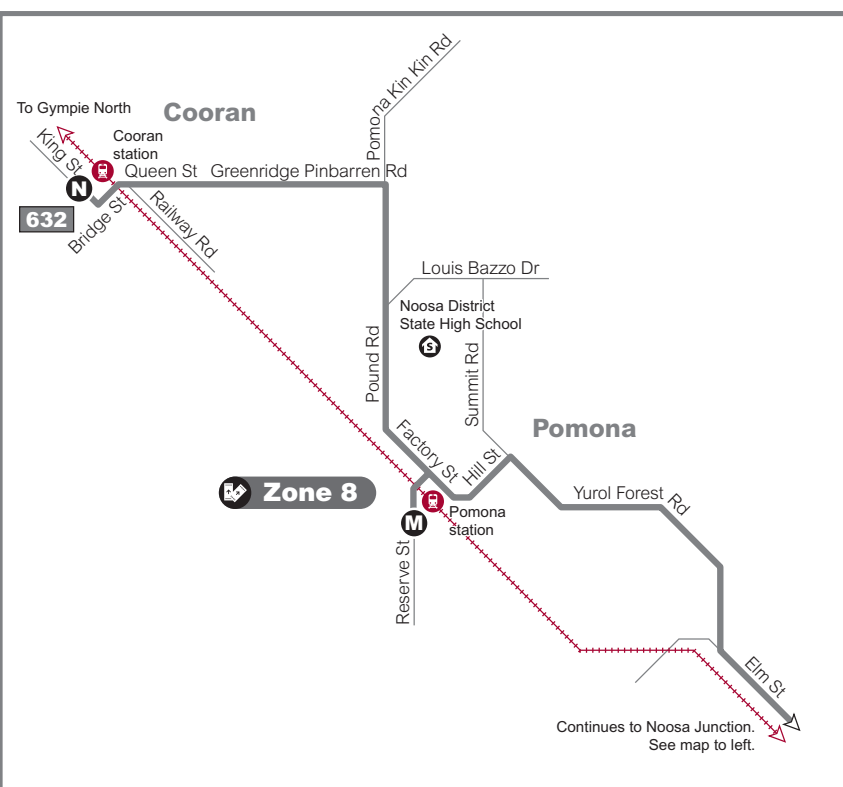 Pomona Kin Kin Rd
To Gympie North
Cooran
King St
Cooran
station
Queen St
Greenridge Pinbarren Rd
N
632
Bridge St
Railway Rd
Louis Bazzo Dr
Noosa District
State High School
S
Pound Rd
Summit Rd
Pomona
Factory St
Hill St
Zone 8
Yurol Forest Rd
M
Pomona
station
Reserve St
Elm St
Continues to Noosa Junction.
See map to left.